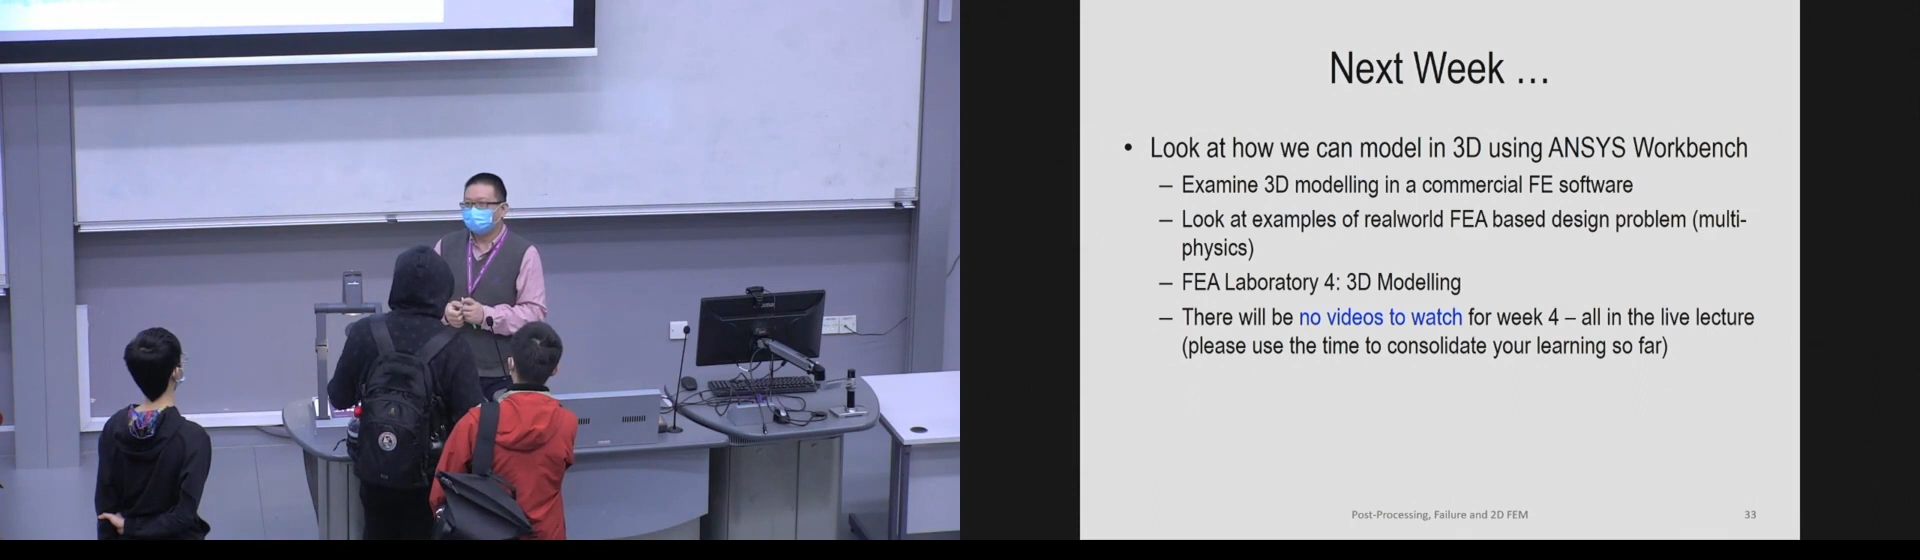 Next Week …
• Look at how we can model in 3D using ANSYS Workbench
– Examine 3D modelling in a commercial FE software
– Look at examples of realworld FEA based design problem (multi-
physics)
– FEA Laboratory 4: 3D Modelling
– There will be no videos to watch for week 4 – all in the live lecture
(please use the time to consolidate your learning so far)
Post-Processing, Failure and 2D FEM
33